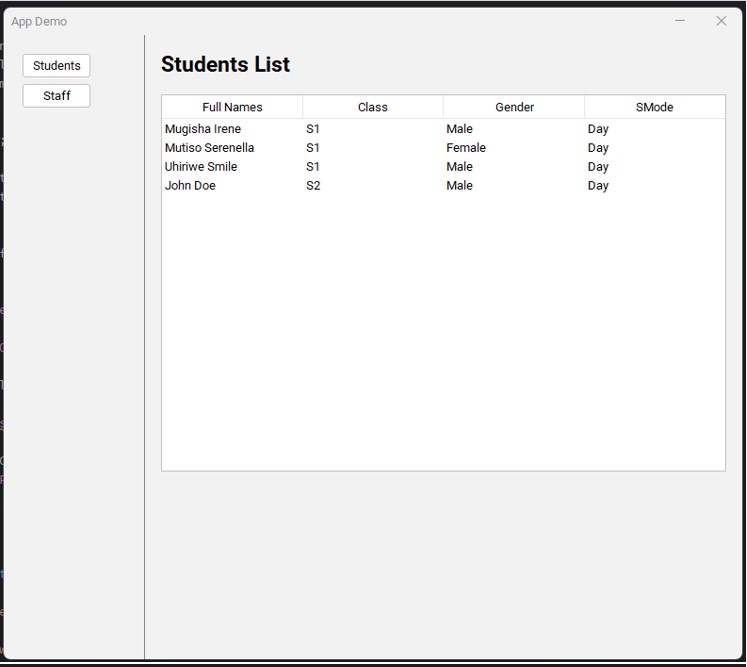 App Demo
Students
Staff
Students List
Full Names Class Gender SMode
Mugisha Irene S1 Male Day
Mutiso Serenella S1 Female Day
Uhiriwe Smile S1 Male Day
John Doe S2 Male Day